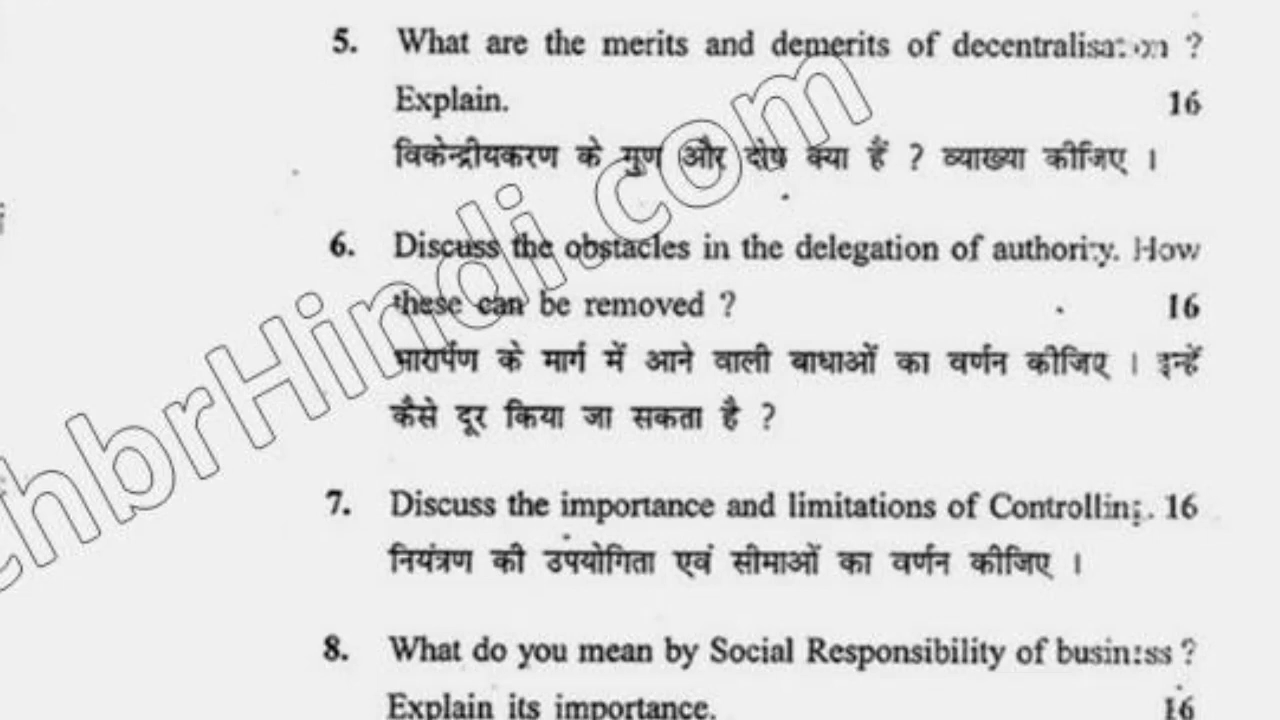 5. What are the merits and demerits of decentralisation ?
Explain. 16
विकेन्द्रीयकरण के गुण और दोष क्या हैं ? व्याख्या कीजिए ।
6. Discuss the obstacles in the delegation of authority. How
these can be removed ? 16
भारार्पण के मार्ग में आने वाली बाधाओं का वर्णन कीजिए । इन्हें
कैसे दूर किया जा सकता है ?
7. Discuss the importance and limitations of Controlling. 16
नियंत्रण की उपयोगिता एवं सीमाओं का वर्णन कीजिए ।
8. What do you mean by Social Responsibility of business ?
Explain its importance. 16
chbrHindi.com